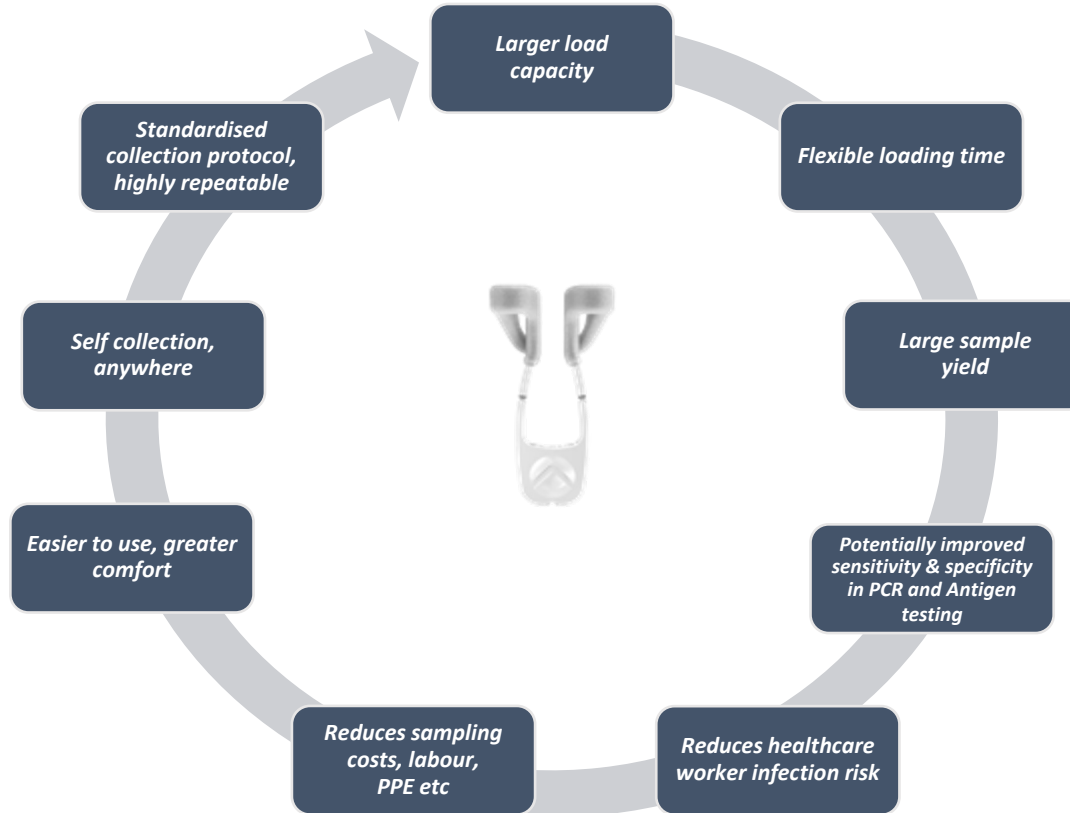 Larger load
capacity
Flexible loading time
Large sample
yield
Potentially improved
sensitivity & specificity
in PCR and Antigen
testing
Reduces healthcare
worker infection risk
Reduces sampling
costs, labour,
PPE etc
Easier to use, greater
comfort
Self collection,
anywhere
Standardised
collection protocol,
highly repeatable